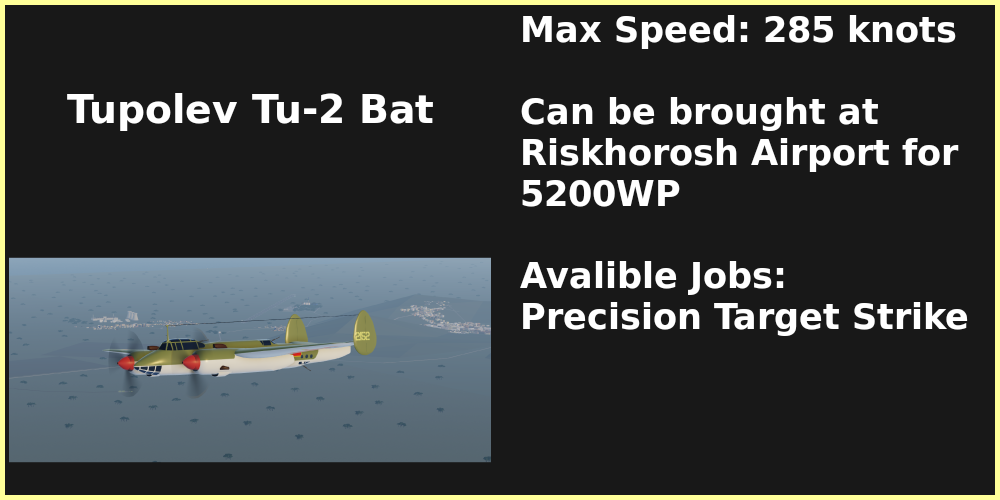 Tupolev Tu-2 Bat
Max Speed: 285 knots
Can be brought at
Riskhorosh Airport for
5200WP
Avalible Jobs:
Precision Target Strike
262